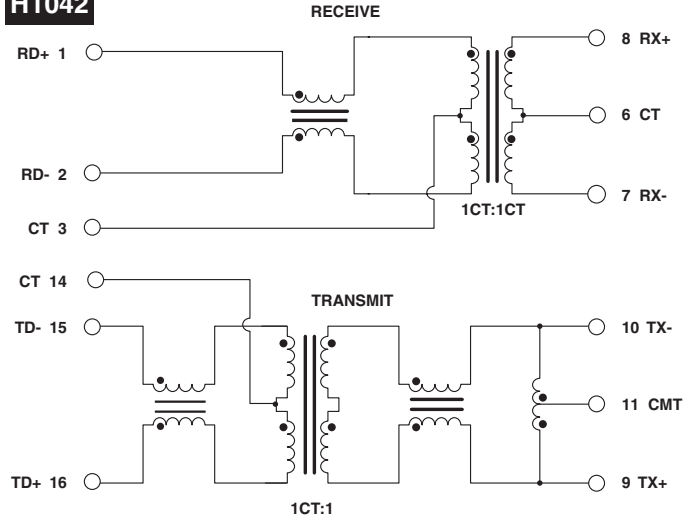 H1042
RECEIVE
RD+ 1
8 RX+
6 CT
RD- 2
7 RX-
1CT:1CT
CT 3
CT 14
TRANSMIT
TD- 15
10 TX-
11 CMT
TD+ 16
9 TX+
1CT:1